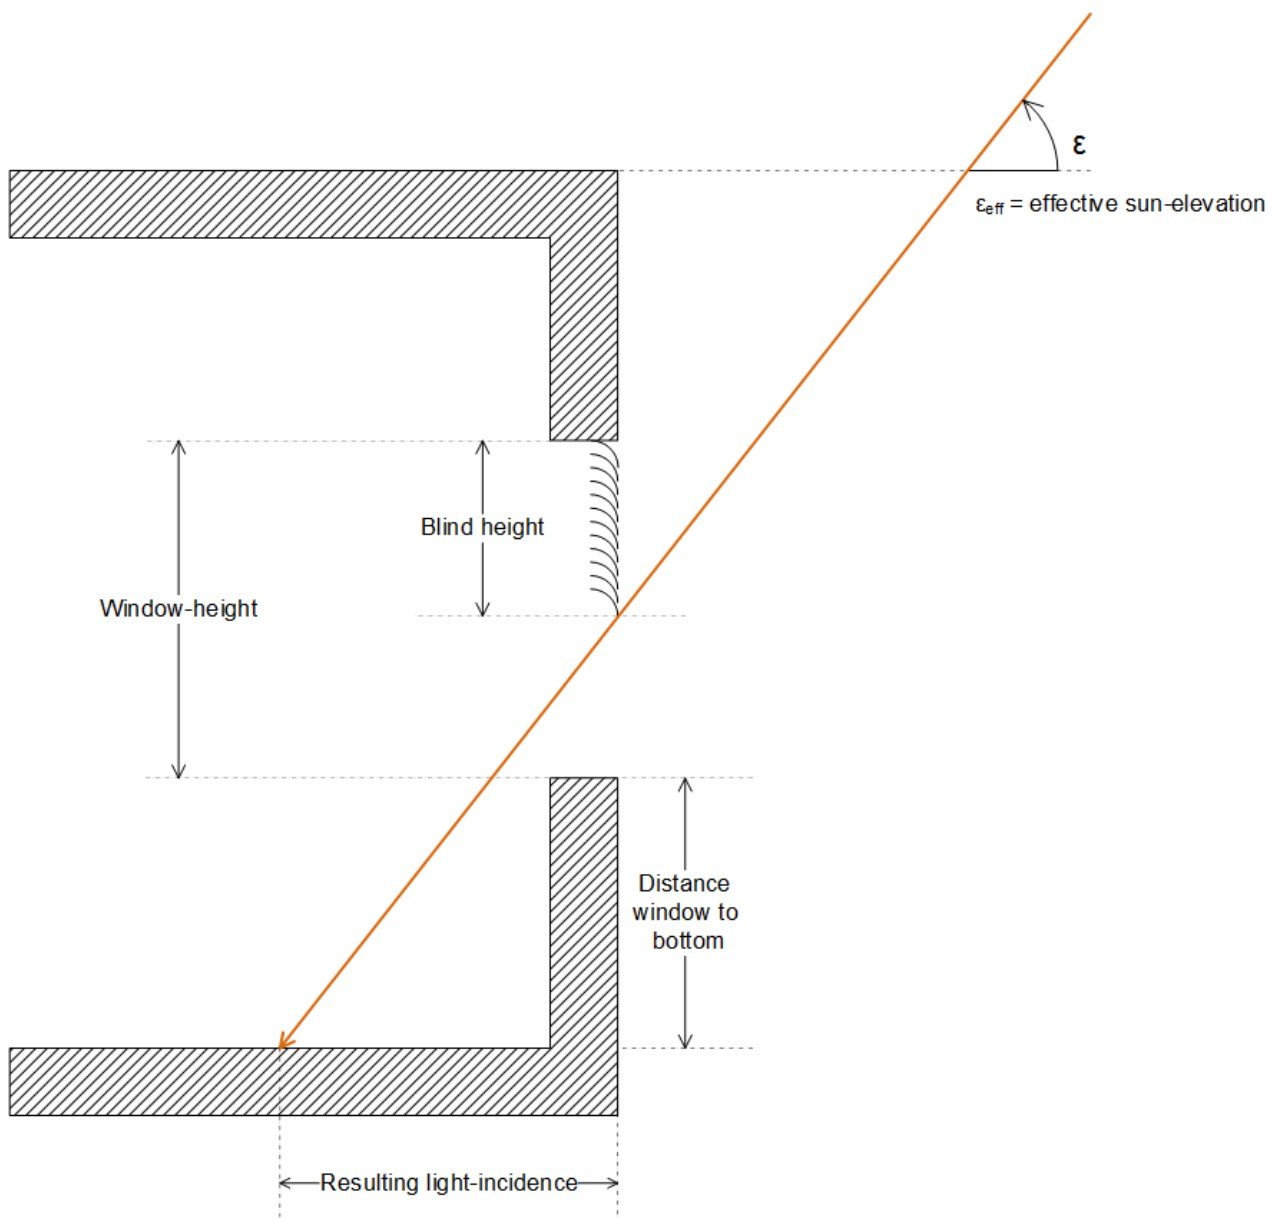 ε
εeff = effective sun-elevation
Blind height
Window-height
Distance
window to
bottom
Resulting light-incidence